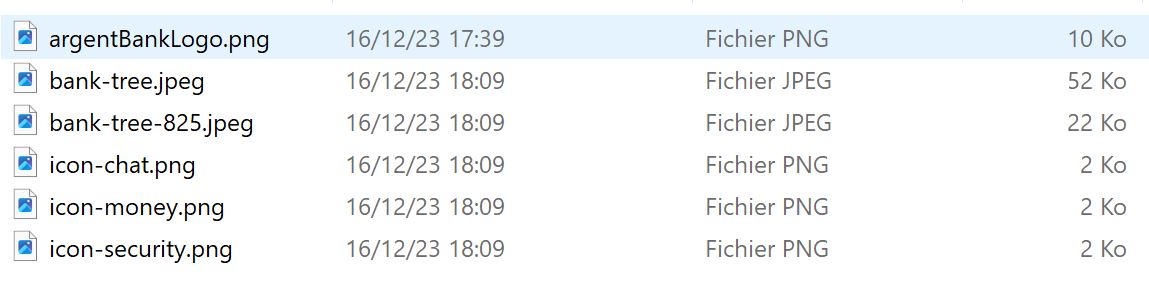 argentBankLogo.png 16/12/23 17:39 Fichier PNG 10 Ko
bank-tree.jpeg 16/12/23 18:09 Fichier JPEG 52 Ko
bank-tree-825.jpeg 16/12/23 18:09 Fichier JPEG 22 Ko
icon-chat.png 16/12/23 18:09 Fichier PNG 2 Ko
icon-money.png 16/12/23 18:09 Fichier PNG 2 Ko
icon-security.png 16/12/23 18:09 Fichier PNG 2 Ko